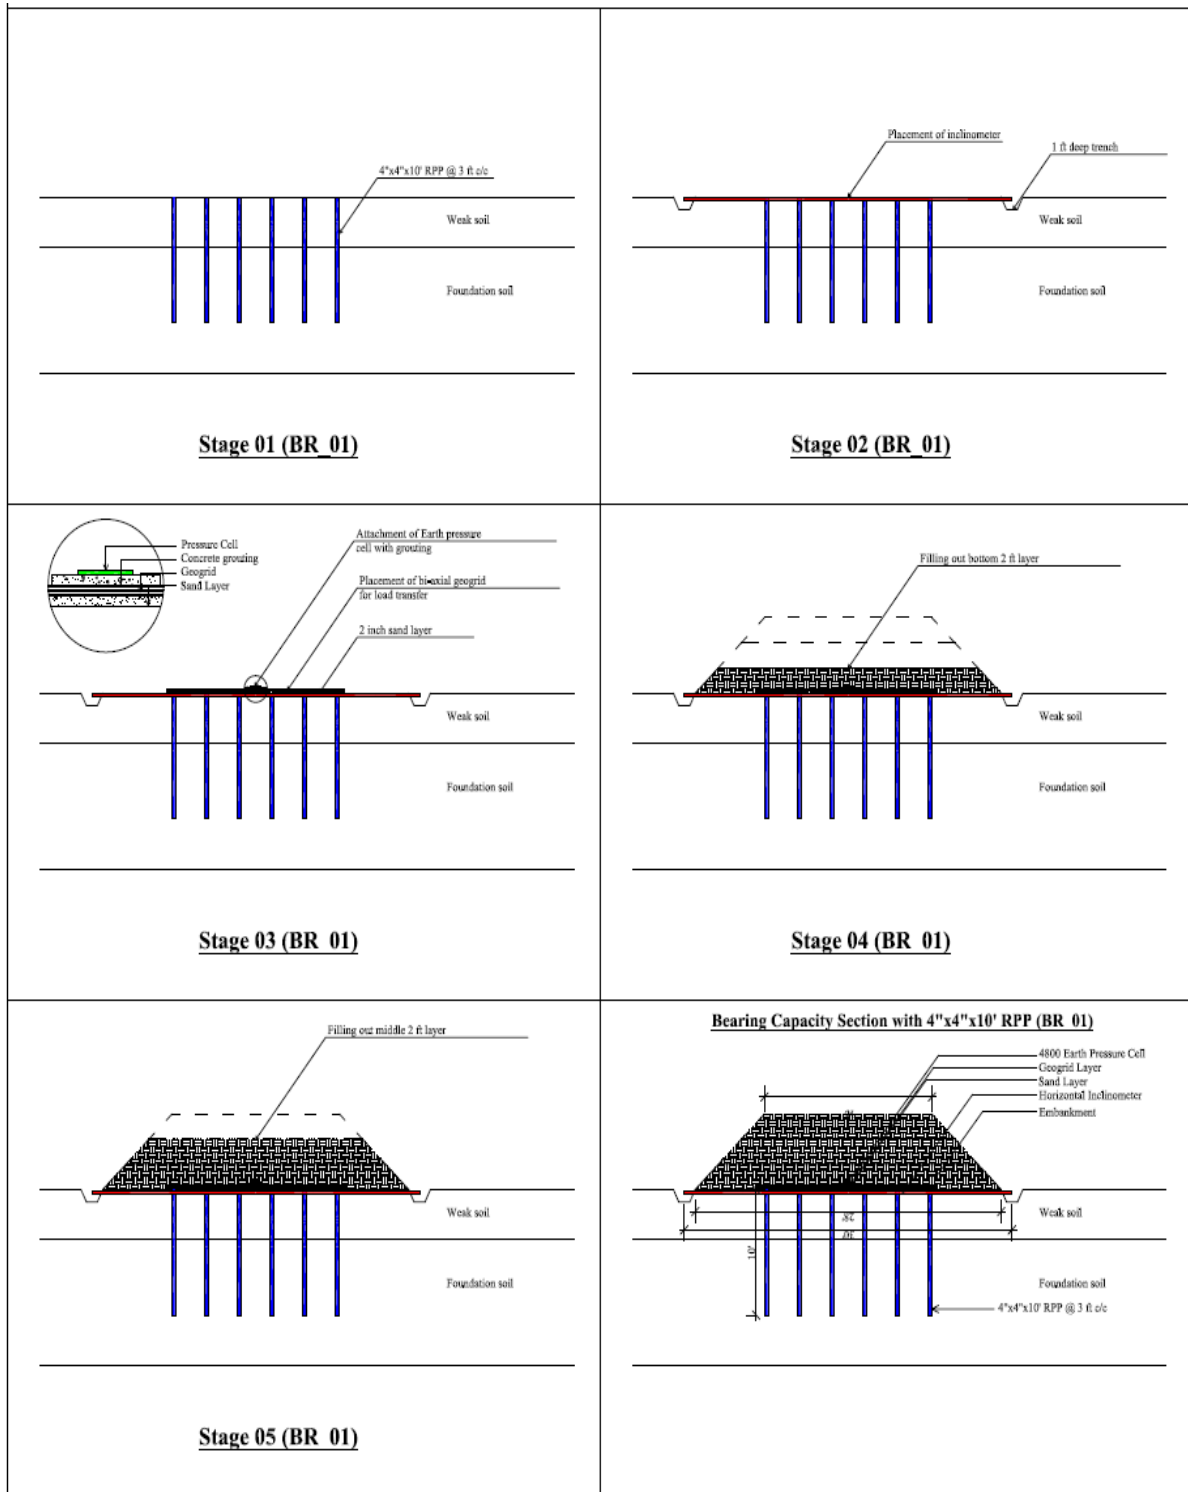 4"x4"x10' RPP @ 3 ft c/c
Weak soil
Foundation soil
Stage 01 (BR_01)
Placement of inclinometer
1 ft deep trench
Weak soil
Foundation soil
Stage 02 (BR_01)
Pressure Cell
Concrete grouting
Geogrid
Sand Layer
Attachment of Earth pressure
cell with grouting
Placement of bi-axial geogrid
for load transfer
2 inch sand layer
Weak soil
Foundation soil
Stage 03 (BR_01)
Filling out bottom 2 ft layer
Weak soil
Foundation soil
Stage 04 (BR_01)
Filling out middle 2 ft layer
Weak soil
Foundation soil
Stage 05 (BR_01)
Bearing Capacity Section with 4"x4"x10' RPP (BR_01)
4800 Earth Pressure Cell
Geogrid Layer
Sand Layer
Horizontal Inclinometer
Embankment
Weak soil
10'
Foundation soil
4"x4"x10' RPP @ 3 ft c/c